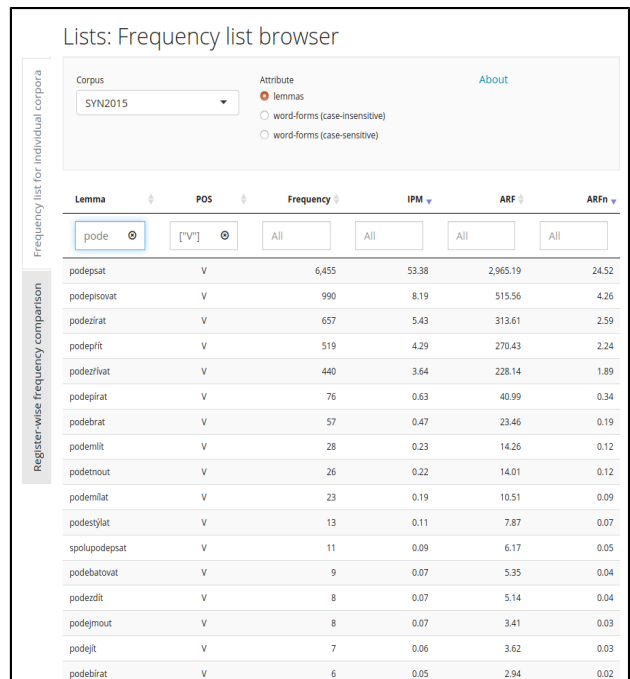 Lists: Frequency list browser
Frequency list for individual corpora
Register-wise frequency comparison
Corpus
SYN2015
Attribute
lemmas
word-forms (case-insensitive)
word-forms (case-sensitive)
About
Lemma POS Frequency IPM ARF ARFn
pode ["V"] All All All All
podepsat V 6,455 53.38 2,965.19 24.52
podepisovat V 990 8.19 515.56 4.26
podezírat V 657 5.43 313.61 2.59
podepřít V 519 4.29 270.43 2.24
podezřívat V 440 3.64 228.14 1.89
podepírat V 76 0.63 40.99 0.34
podebrat V 57 0.47 23.46 0.19
podemlít V 28 0.23 14.26 0.12
podetnout V 26 0.22 14.01 0.12
podemílat V 23 0.19 10.51 0.09
podestýlat V 13 0.11 7.87 0.07
spolupodepsat V 11 0.09 6.17 0.05
podebatovat V 9 0.07 5.35 0.04
podezdít V 8 0.07 5.14 0.04
podejmout V 8 0.07 3.41 0.03
podejít V 7 0.06 3.62 0.03
podebírat V 6 0.05 2.94 0.02